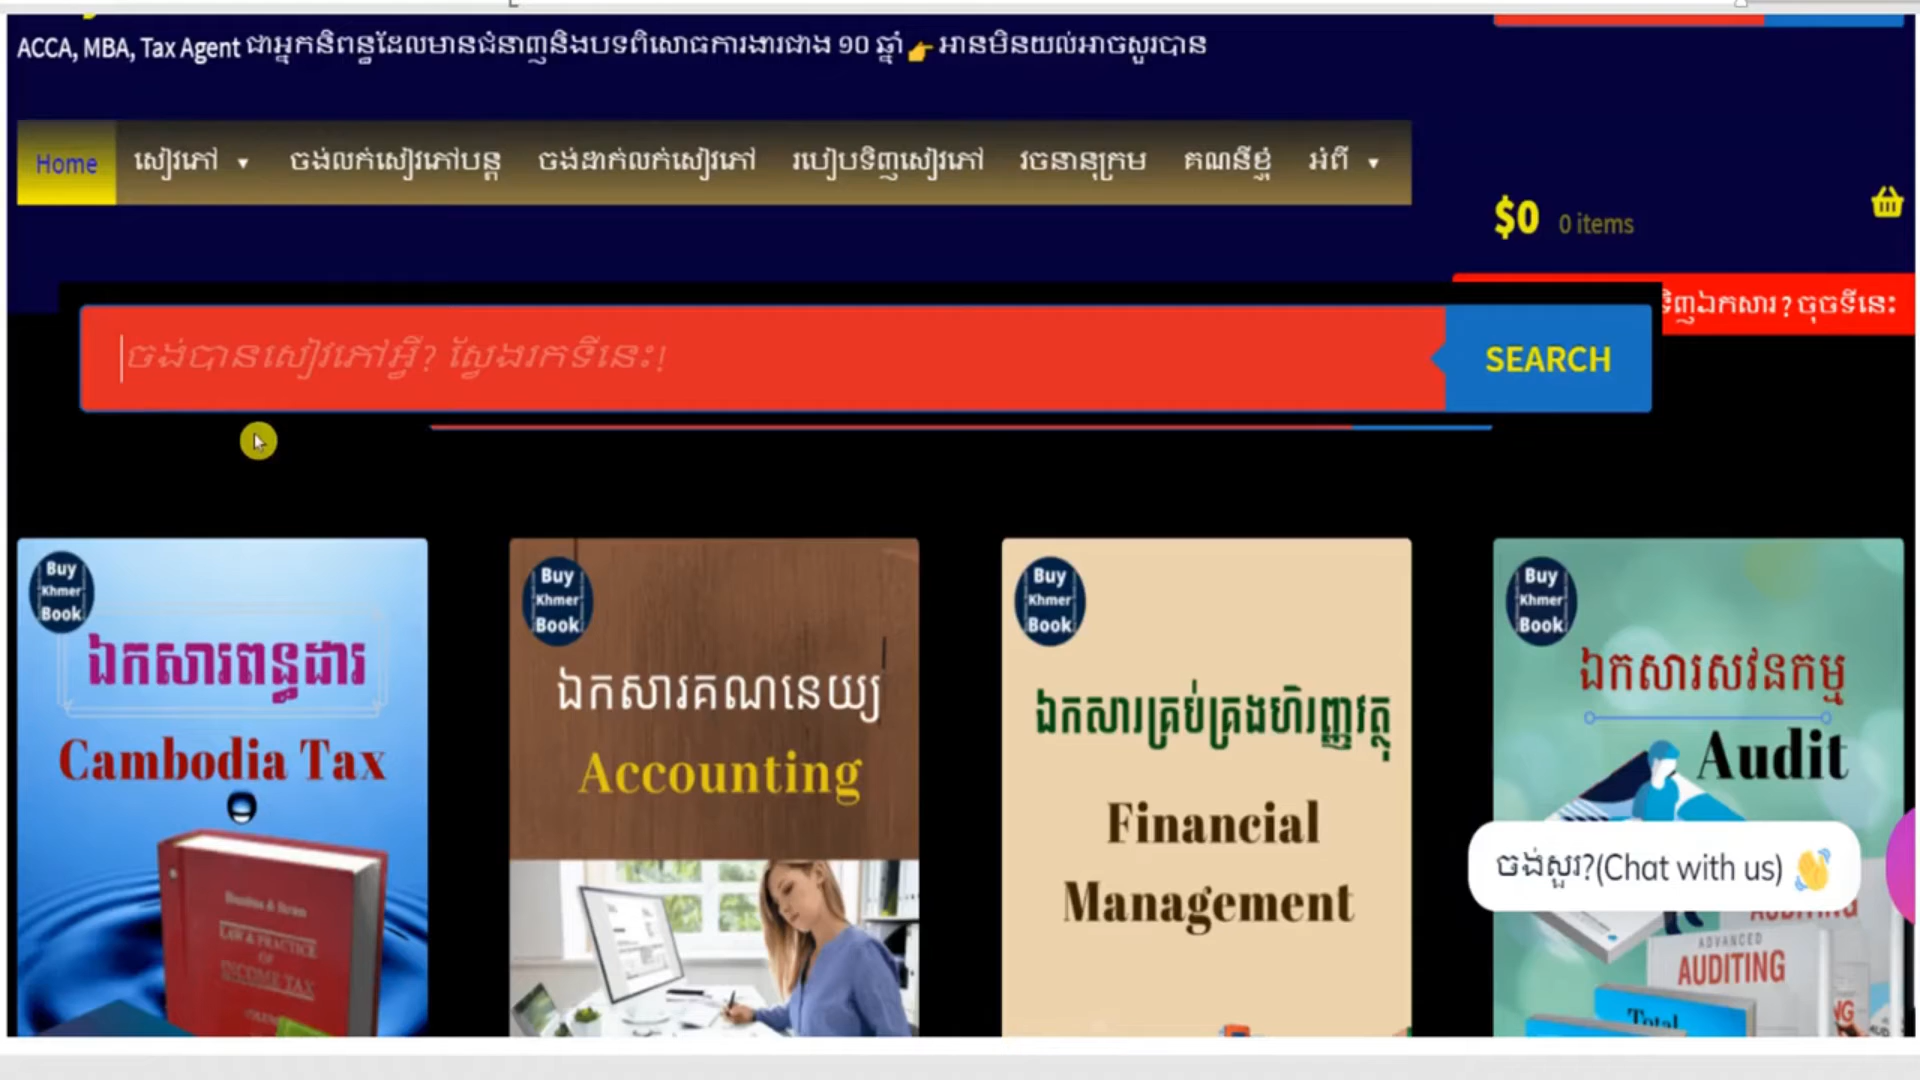 ACCA, MBA, Tax Agent ជាអ្នកនិពន្ធដែលមានជំនាញនិងបទពិសោធការងារជាង ១០ ឆ្នាំ 👉 អានមិនយល់អាចសួរបាន
Home សៀវភៅ ▼ ចង់លក់សៀវភៅបន្ត ចង់ដាក់លក់សៀវភៅ របៀបទិញសៀវភៅ វចនានុក្រម គណនីខ្ញុំ អំពី ▼
$0 0 items
ទិញឯកសារ ? ចុចទីនេះ
ចង់បានសៀវភៅអ្វី? ស្វែងរកទីនេះ!
SEARCH
Buy
Khmer
Book
ឯកសារពន្ធដារ
Cambodia Tax
LAW & PRACTICE
OF
INCOME TAX
Buy
Khmer
Book
ឯកសារគណនេយ្យ
Accounting
Buy
Khmer
Book
ឯកសារគ្រប់គ្រងហិរញ្ញវត្ថុ
Financial
Management
Buy
Khmer
Book
ឯកសារសវនកម្ម
Audit
ចង់សួរ?(Chat with us) 👋
AUDITING
ADVANCED
AUDITING
Total